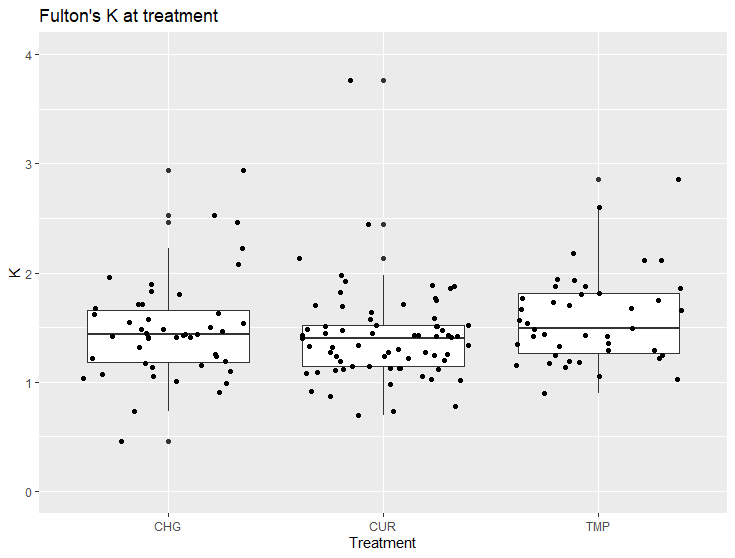 Fulton's K at treatment
4
3
2
1
0
K
CHG
CUR
TMP
Treatment